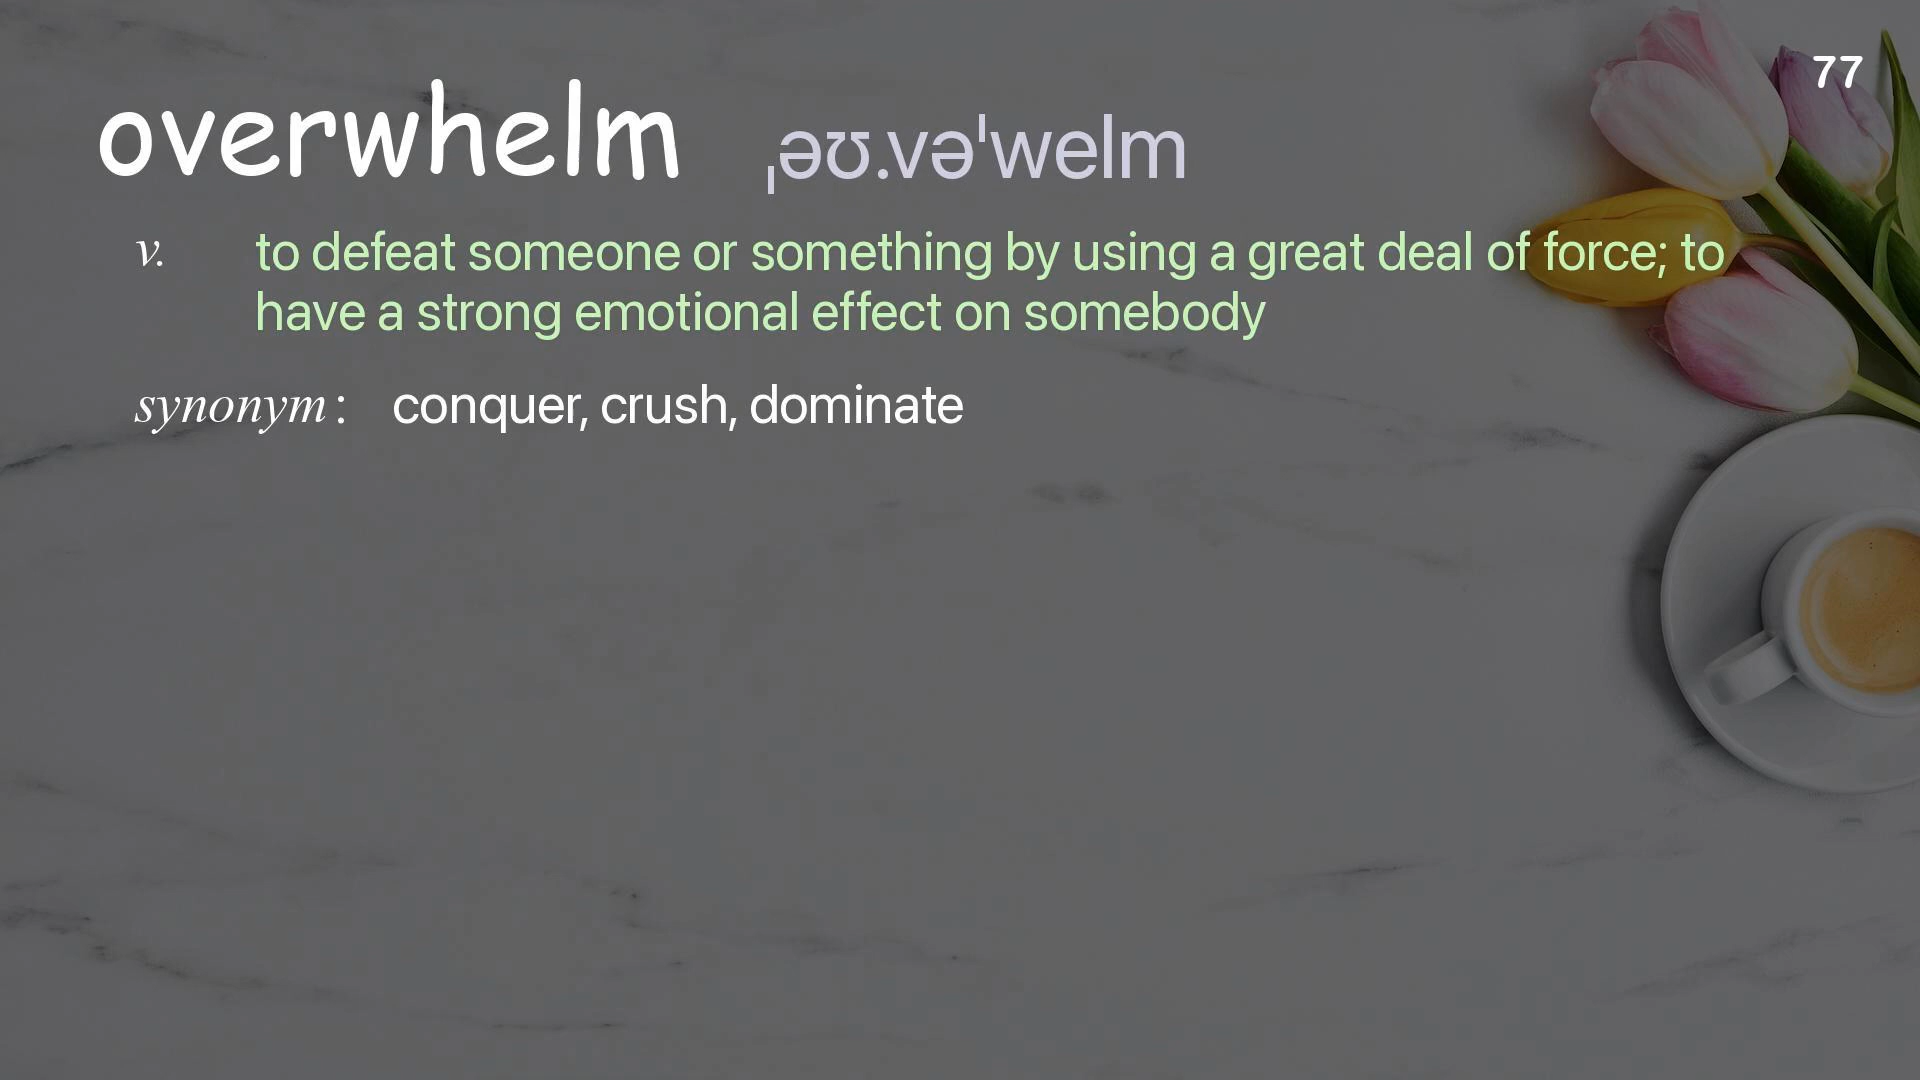 77
overwhelm ˌəʊ.vəˈwelm
v. to defeat someone or something by using a great deal of force; to
have a strong emotional effect on somebody
synonym: conquer, crush, dominate